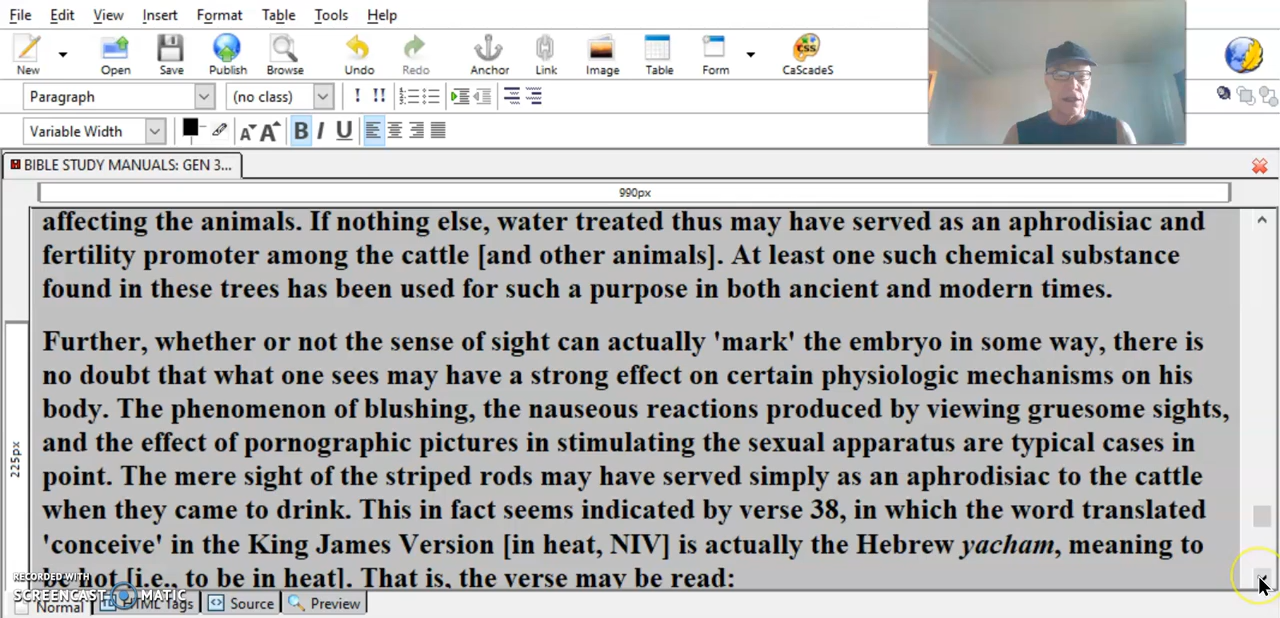 File Edit View Insert Format Table Tools Help
New Open Save Publish Browse Undo Redo Anchor Link Image Table Form CaScadeS
Paragraph (no class) ! !!
Variable Width A A B I U
BIBLE STUDY MANUALS: GEN 3...
990px
affecting the animals. If nothing else, water treated thus may have served as an aphrodisiac and
fertility promoter among the cattle [and other animals]. At least one such chemical substance
found in these trees has been used for such a purpose in both ancient and modern times.
Further, whether or not the sense of sight can actually 'mark' the embryo in some way, there is
no doubt that what one sees may have a strong effect on certain physiologic mechanisms on his
body. The phenomenon of blushing, the nauseous reactions produced by viewing gruesome sights,
and the effect of pornographic pictures in stimulating the sexual apparatus are typical cases in
225px
point. The mere sight of the striped rods may have served simply as an aphrodisiac to the cattle
when they came to drink. This in fact seems indicated by verse 38, in which the word translated
'conceive' in the King James Version [in heat, NIV] is actually the Hebrew yacham, meaning to
be hot [i.e., to be in heat]. That is, the verse may be read:
RECORDED WITH
SCREENCAST MATIC
Normal HTML Tags Source Preview